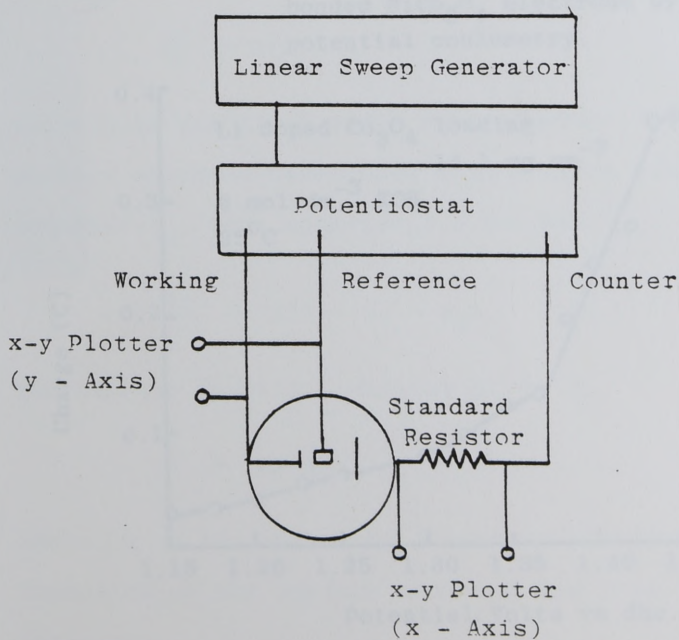 Linear Sweep Generator
Potentiostat
Working
Reference
Counter
x-y Plotter
(y - Axis)
Standard
Resistor
x-y Plotter
(x - Axis)